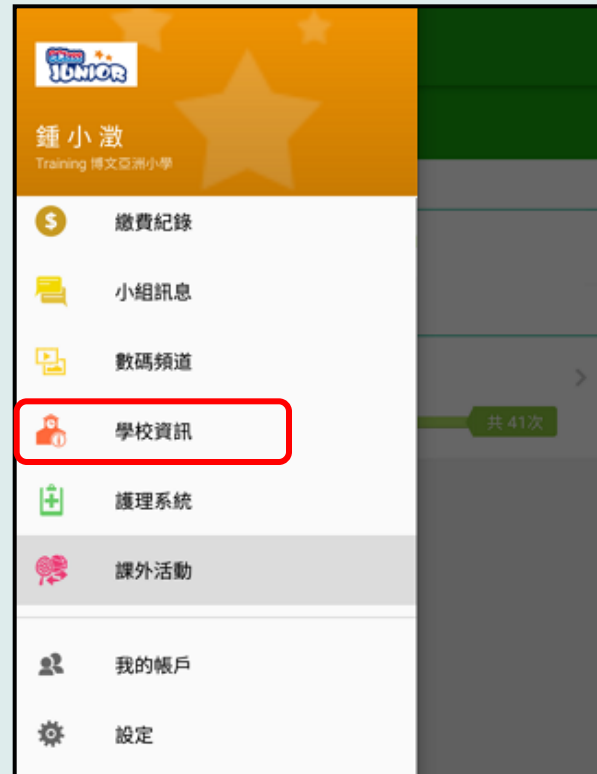 JUNIOR
鍾小澂
Training 博文亞洲小學
繳費紀錄
小組訊息
數碼頻道
學校資訊
共 41次
護理系統
課外活動
我的帳戶
設定